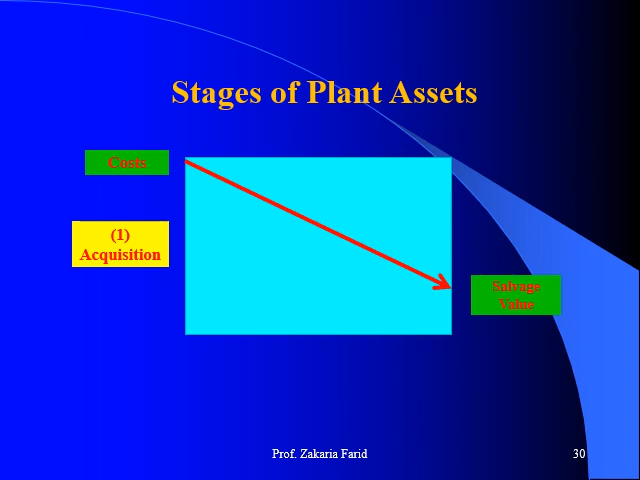 Stages of Plant Assets
Costs
(1)
Acquisition
Salvage
Value
Prof. Zakaria Farid
30